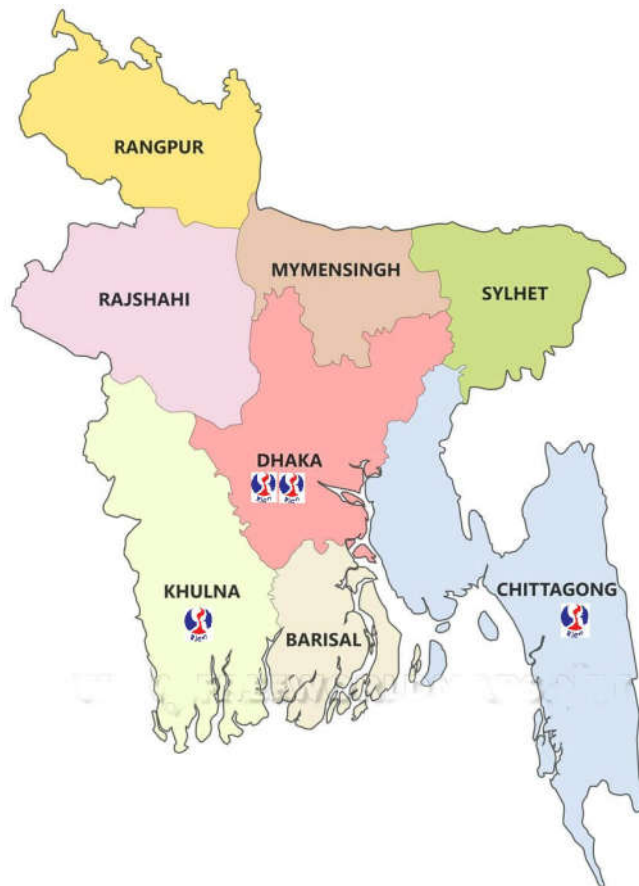 RANGPUR
MYMENSINGH
RAJSHAHI
SYLHET
DHAKA
KHULNA
CHITTAGONG
BARISAL